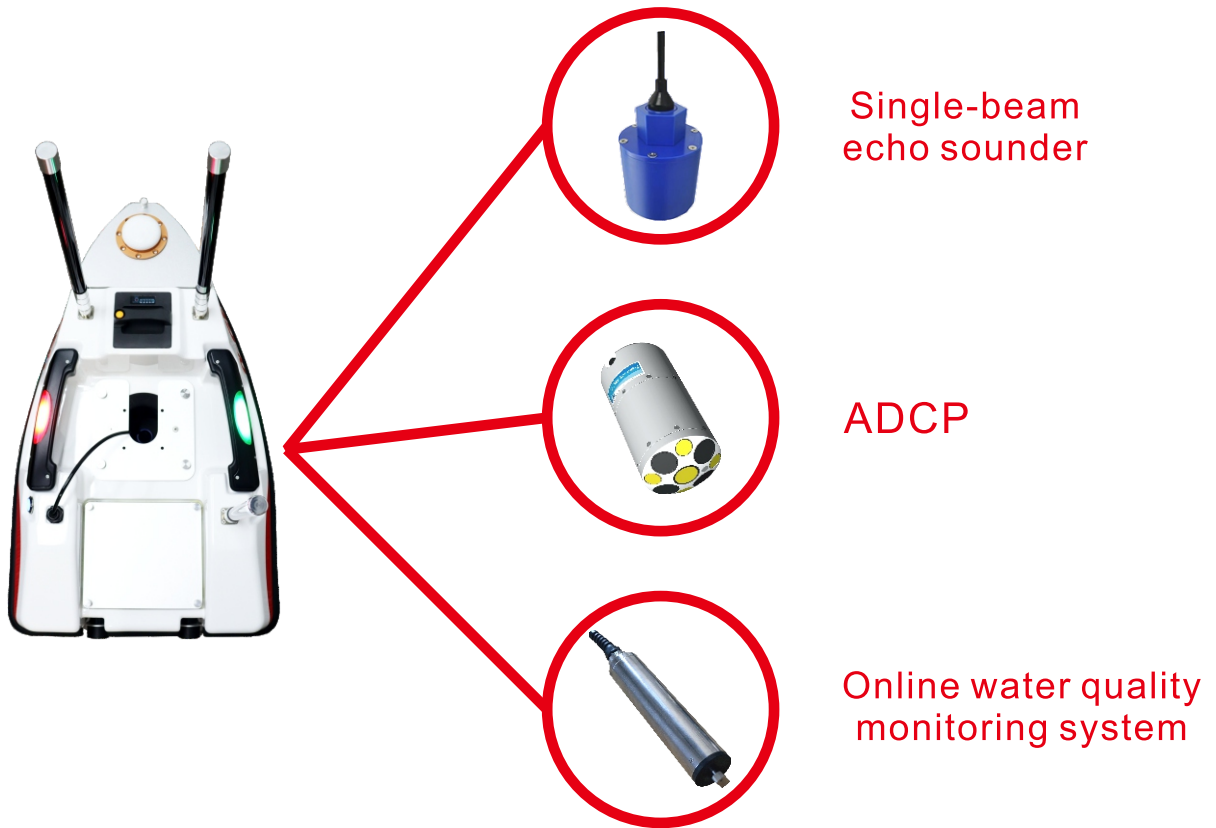 Single-beam
echo sounder
ADCP
Online water quality
monitoring system